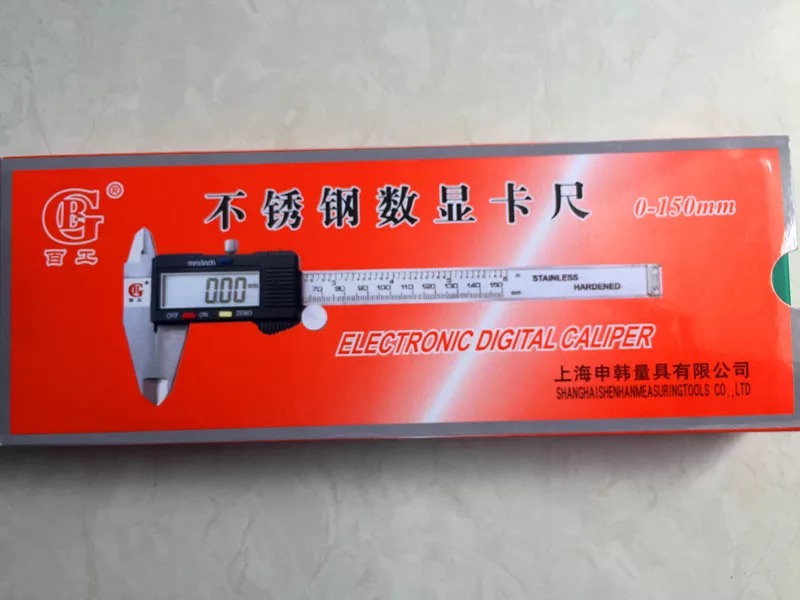 不锈钢数显卡尺
0-150mm
BG®
百工
mm/inch
0.00 mm
OFF ON ZERO
70 80 90 100 110 120 130 140 150
STAINLESS
HARDENED
ELECTRONIC DIGITAL CALIPER
上海申韩量具有限公司
SHANGHAISHENHANMEASURINGTOOLS CO.,LTD